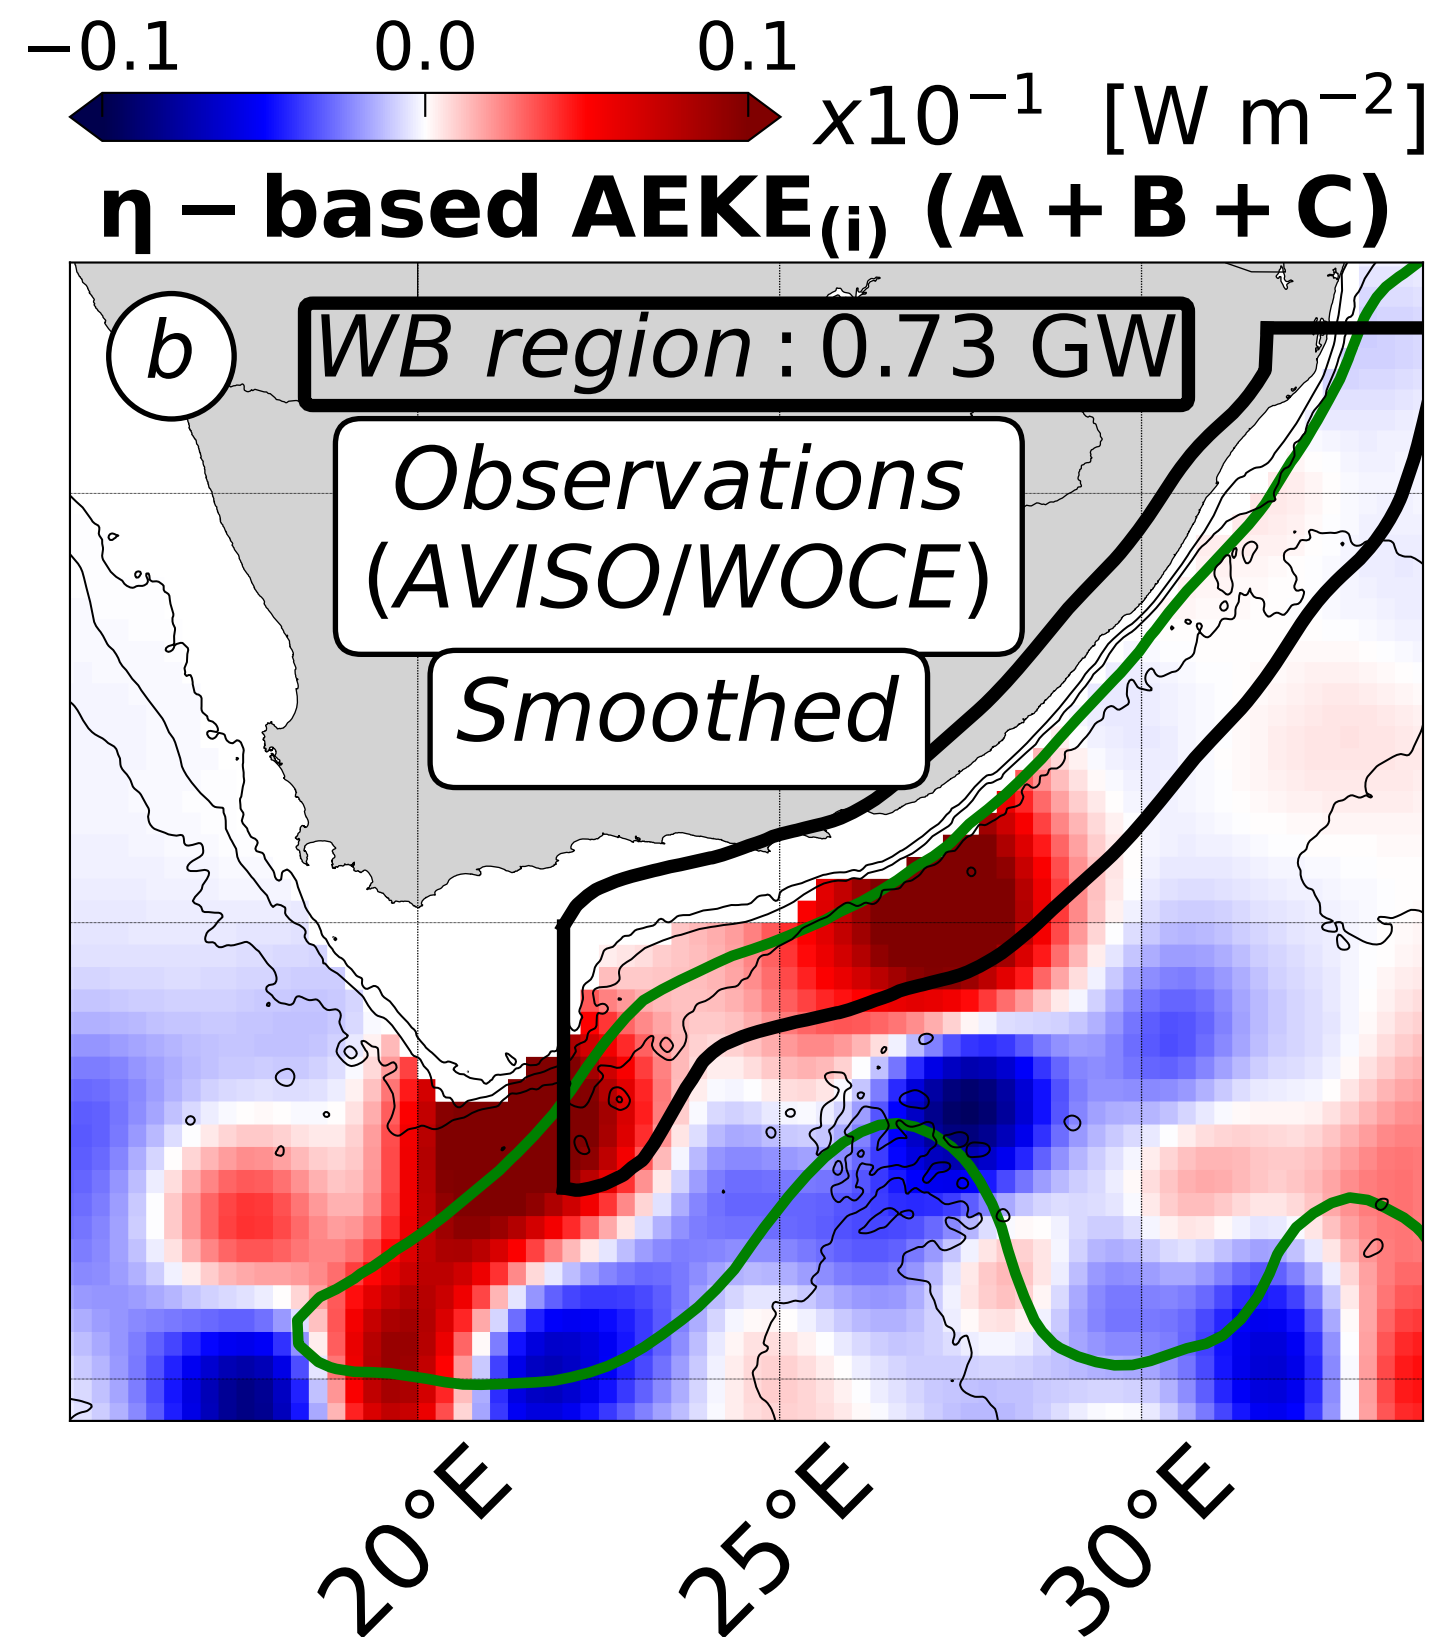 −0.1 0.0 0.1
x10⁻¹ [W m⁻²]
η − based AEKE₍ᵢ₎ (A + B + C)
b
WB region : 0.73 GW
Observations
(AVISO/WOCE)
Smoothed
20°E 25°E 30°E